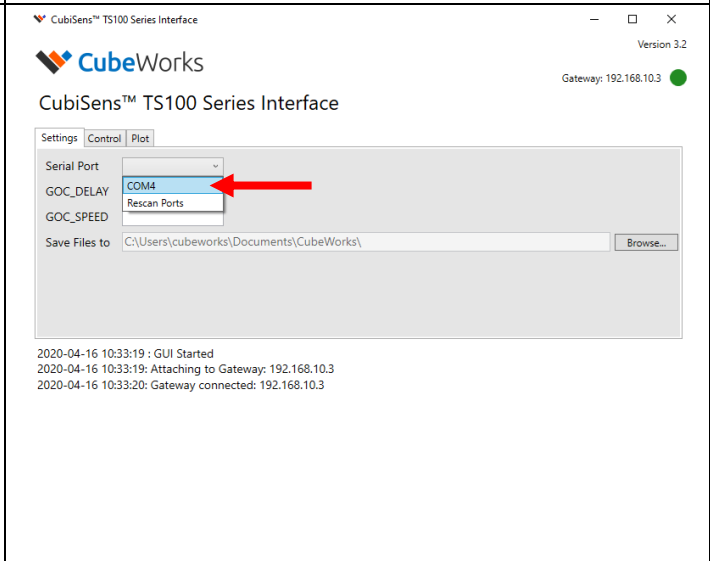 CubiSens™ TS100 Series Interface
Version 3.2
CubeWorks
Gateway: 192.168.10.3
CubiSens™ TS100 Series Interface
Settings Control Plot
Serial Port
COM4
GOC_DELAY
Rescan Ports
GOC_SPEED
Save Files to C:\Users\cubeworks\Documents\CubeWorks\ Browse...
2020-04-16 10:33:19 : GUI Started
2020-04-16 10:33:19: Attaching to Gateway: 192.168.10.3
2020-04-16 10:33:20: Gateway connected: 192.168.10.3